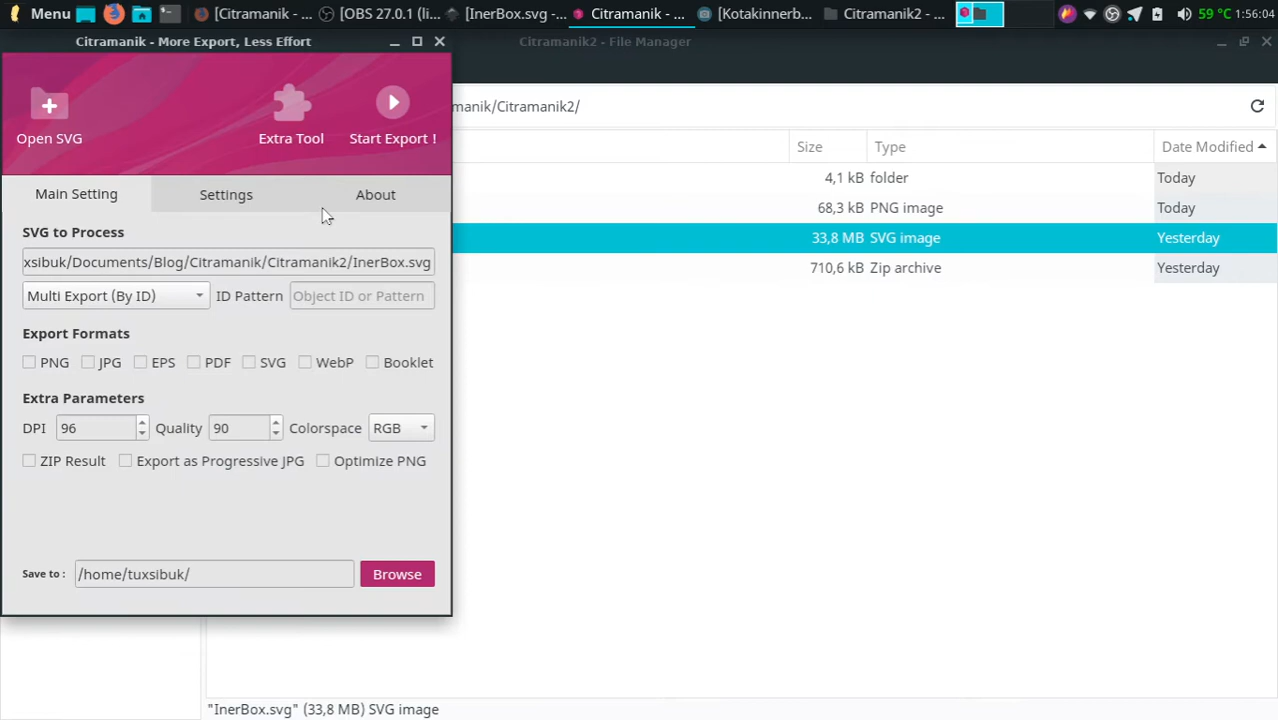 Menu
[Citramanik - ...
[OBS 27.0.1 (li...
[InerBox.svg -...
Citramanik - ...
[Kotakinnerb...
Citramanik2 - ...
59 °C
1:56:04
Citramanik - More Export, Less Effort
Citramanik2 - File Manager
Open SVG
Extra Tool
Start Export !
manik/Citramanik2/
Size
Type
Date Modified
Main Setting
Settings
About
4,1 kB folder Today
68,3 kB PNG image Today
33,8 MB SVG image Yesterday
710,6 kB Zip archive Yesterday
SVG to Process
xsibuk/Documents/Blog/Citramanik/Citramanik2/InerBox.svg
Multi Export (By ID)
ID Pattern
Object ID or Pattern
Export Formats
PNG JPG EPS PDF SVG WebP Booklet
Extra Parameters
DPI 96 Quality 90 Colorspace RGB
ZIP Result Export as Progressive JPG Optimize PNG
Save to : /home/tuxsibuk/ Browse
"InerBox.svg" (33,8 MB) SVG image